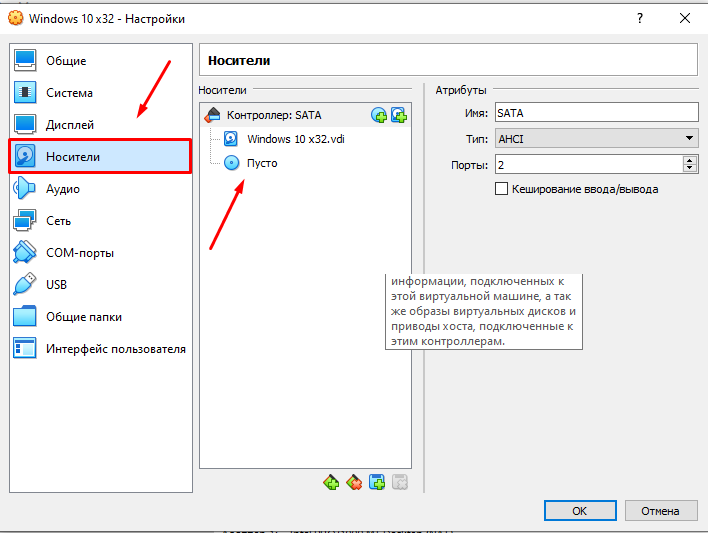 Windows 10 x32 - Настройки
?
Общие
Система
Дисплей
Носители
Аудио
Сеть
COM-порты
USB
Общие папки
Интерфейс пользователя
Носители
Носители
Контроллер: SATA
Windows 10 x32.vdi
Пусто
Атрибуты
Имя: SATA
Тип: AHCI
Порты: 2
Кеширование ввода/вывода
информации, подключенных к
этой виртуальной машине, а так
же образы виртуальных дисков и
приводы хоста, подключенные к
этим контроллерам.
OK
Отмена